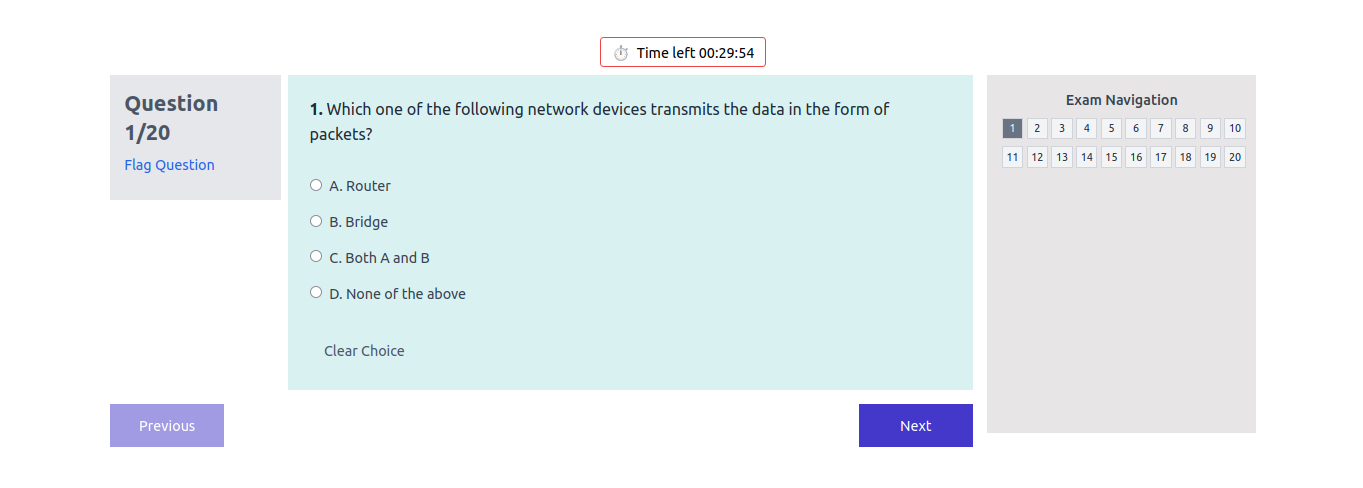 Time left 00:29:54
Question
1/20
Flag Question
1. Which one of the following network devices transmits the data in the form of
packets?
A. Router
B. Bridge
C. Both A and B
D. None of the above
Clear Choice
Previous
Next
Exam Navigation
1 2 3 4 5 6 7 8 9 10
11 12 13 14 15 16 17 18 19 20